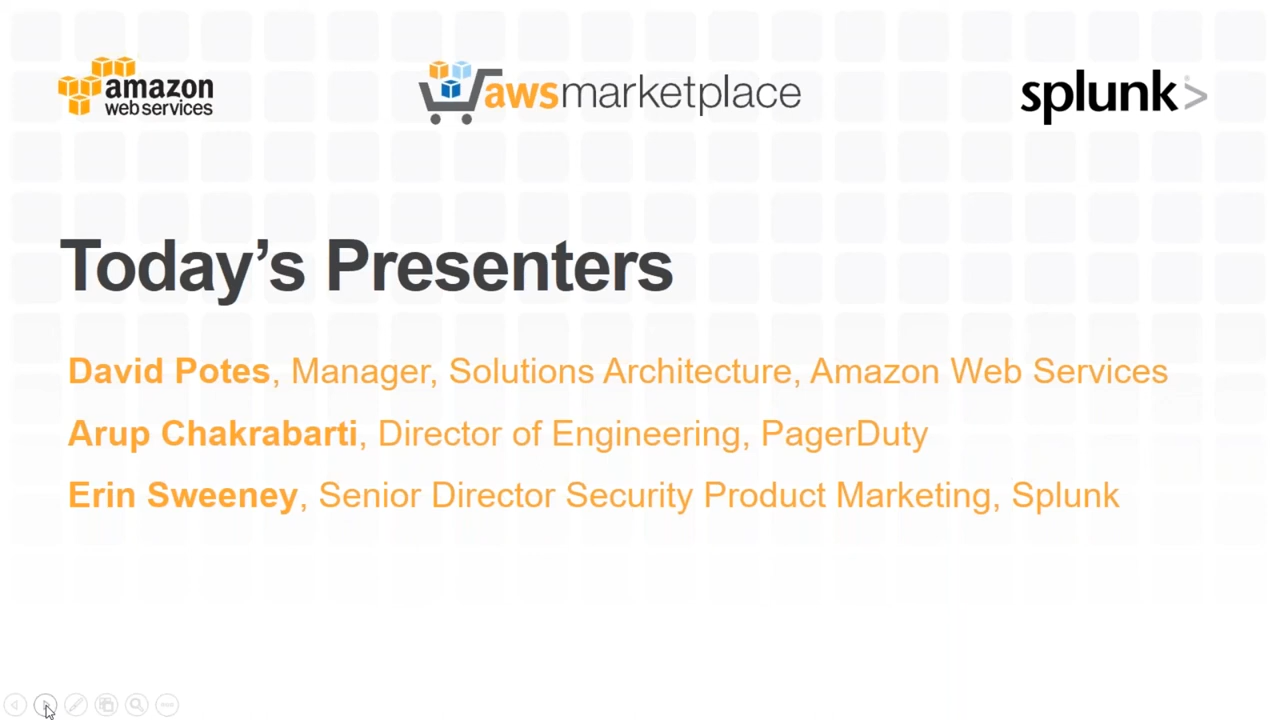 amazon
web services
awsmarketplace
splunk>
Today’s Presenters
David Potes, Manager, Solutions Architecture, Amazon Web Services
Arup Chakrabarti, Director of Engineering, PagerDuty
Erin Sweeney, Senior Director Security Product Marketing, Splunk